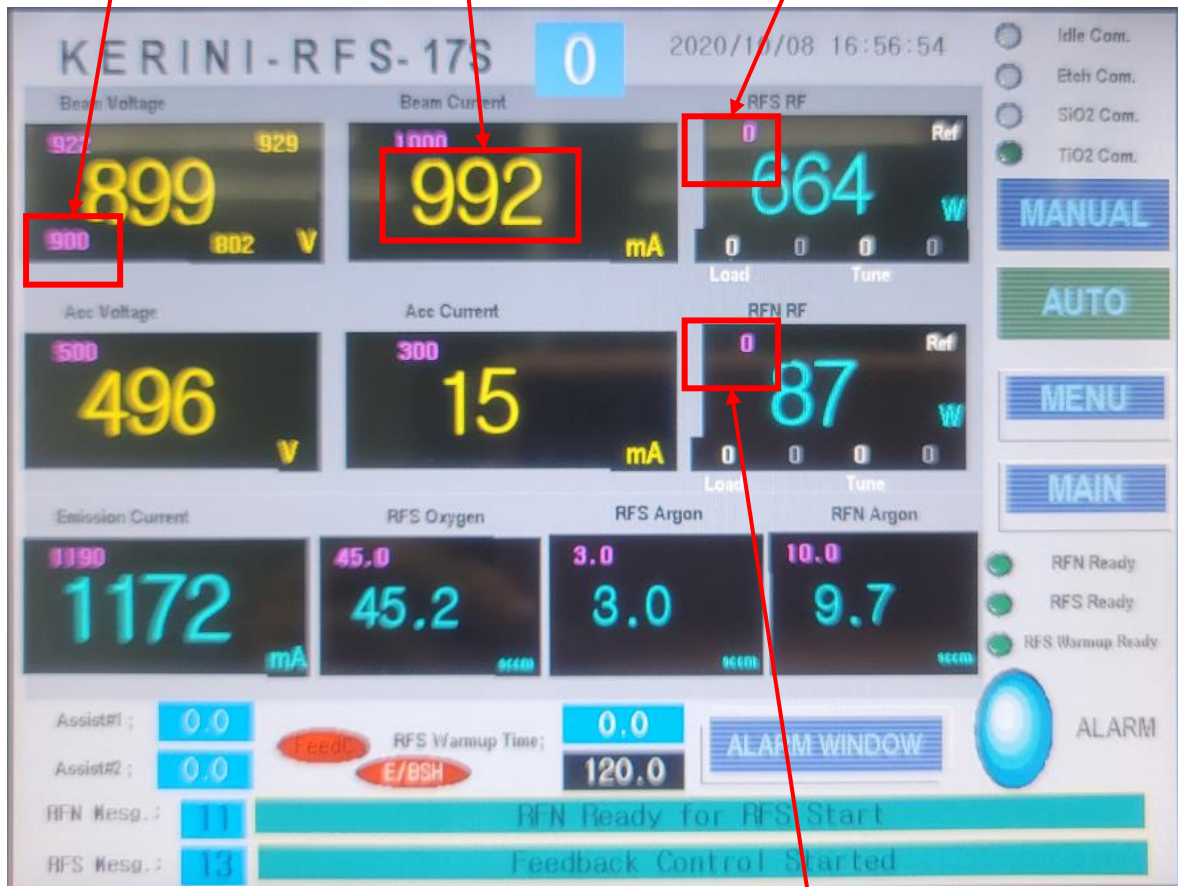 KERINI-RFS-17S 0 2020/10/08 16:56:54
Idle Com.
Etch Com.
SiO2 Com.
TiO2 Com.
Beam Voltage Beam Current RFS RF
922 929 1000 0 Ref
899 992 664 W
900 802 V mA 0 0 0 0
Load Tune
MANUAL
AUTO
MENU
MAIN
Acc Voltage Acc Current RFN RF
500 300 0 Ref
496 15 87 W
V mA 0 0 0 0
Load Tune
Emission Current RFS Oxygen RFS Argon RFN Argon
1190 45.0 3.0 10.0
1172 45.2 3.0 9.7
mA sccm sccm sccm
RFN Ready
RFS Ready
RFS Warmup Ready
Assist#1 ; 0.0 FeedC RFS Warmup Time; 0.0 ALARM WINDOW ALARM
Assist#2 ; 0.0 E/BSH 120.0
RFN Mesg.: 11 RFN Ready for RFS Start
RFS Mesg.: 13 Feedback Control Started